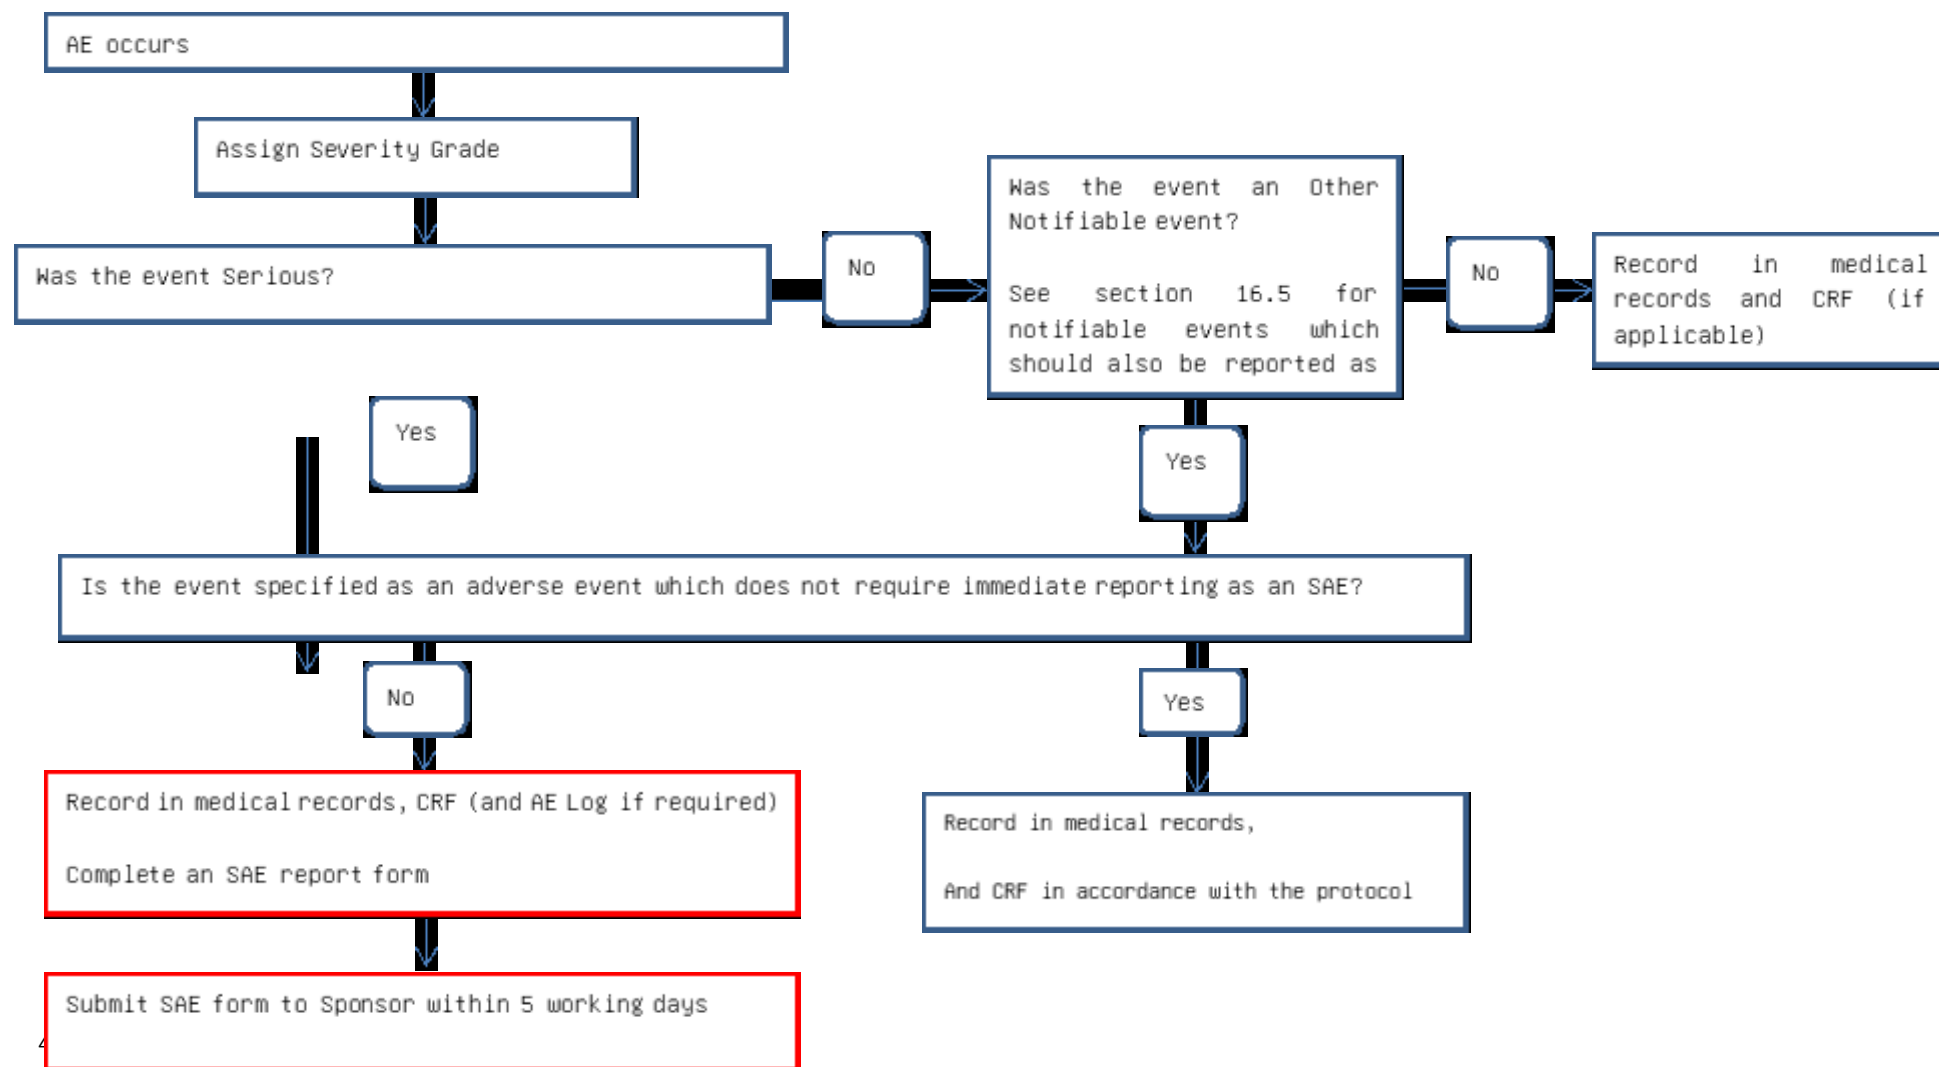 AE occurs
Assign Severity Grade
Was the event Serious?
No
Was the event an Other
Notifiable event?
See section 16.5 for
notifiable events which
should also be reported as
No
Record in medical
records and CRF (if
applicable)
Yes
Yes
Is the event specified as an adverse event which does not require immediate reporting as an SAE?
No
Yes
Record in medical records, CRF (and AE Log if required)
Complete an SAE report form
Record in medical records,
And CRF in accordance with the protocol
Submit SAE form to Sponsor within 5 working days